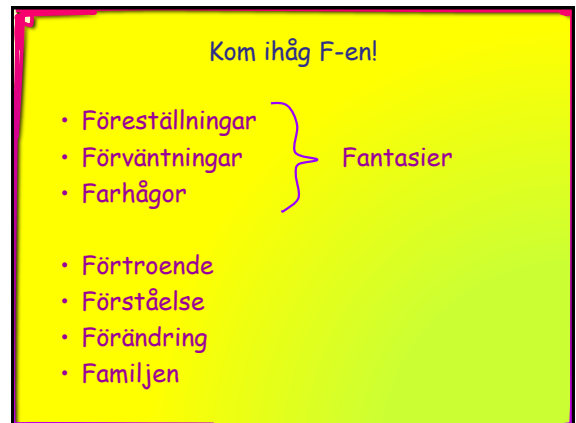 Kom ihåg F-en!
• Föreställningar
• Förväntningar
Fantasier
• Farhågor
• Förtroende
• Förståelse
• Förändring
• Familjen